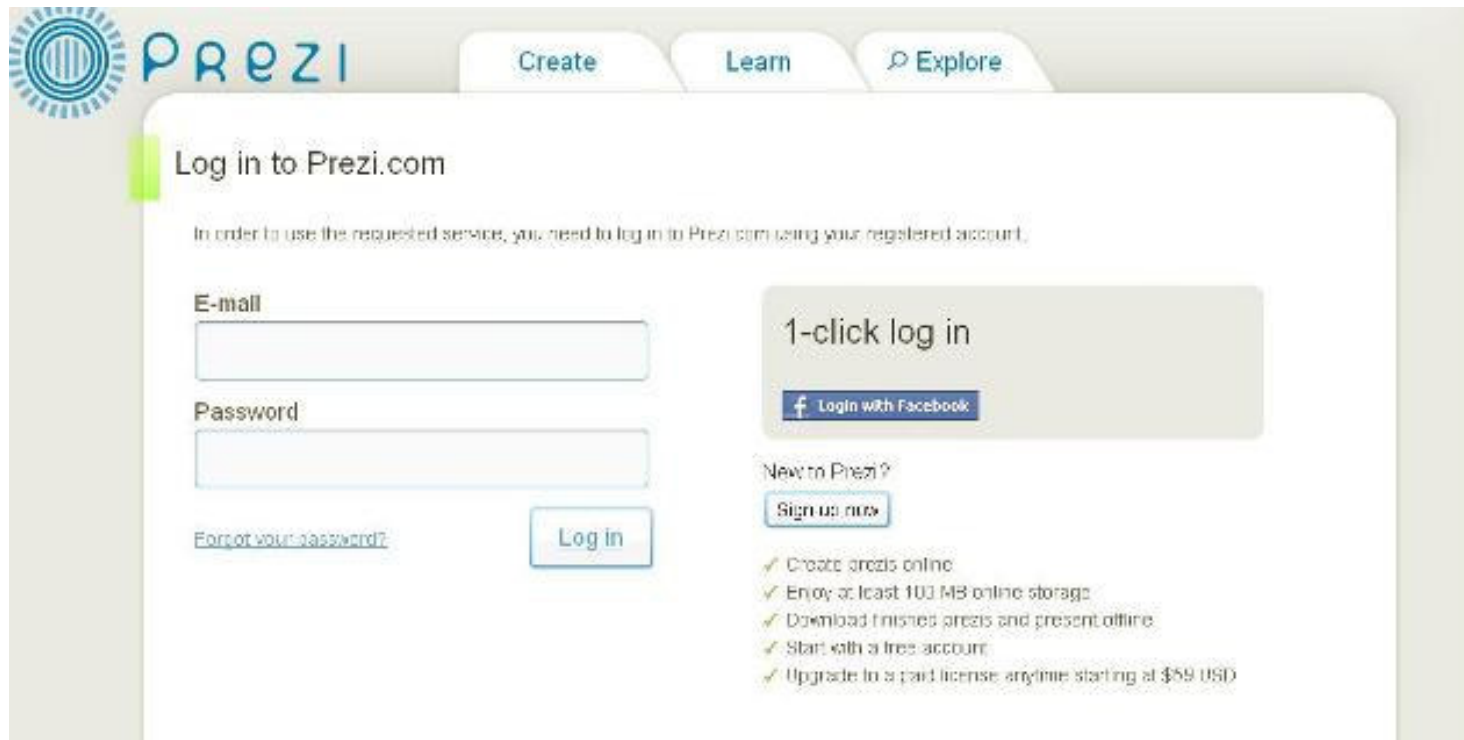 PREZI
Create
Learn
Explore
Log in to Prezi.com
In order to use the requested service, you need to log in to Prezi.com using your registered account.
E-mail
Password
Forgot your password?
Log in
1-click log in
f Login with Facebook
New to Prezi?
Sign-up now
✓ Create prezis online
✓ Enjoy at least 100 MB online storage
✓ Download finished prezis and present offline
✓ Start with a free account
✓ Upgrade to a paid license anytime starting at $59 USD